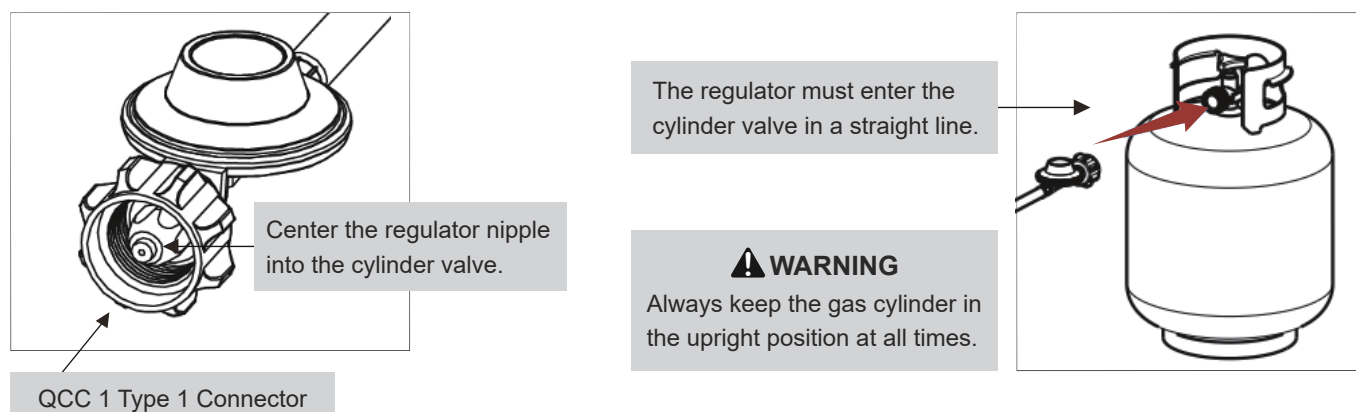 Center the regulator nipple
into the cylinder valve.
QCC 1 Type 1 Connector
The regulator must enter the
cylinder valve in a straight line.
WARNING
Always keep the gas cylinder in
the upright position at all times.